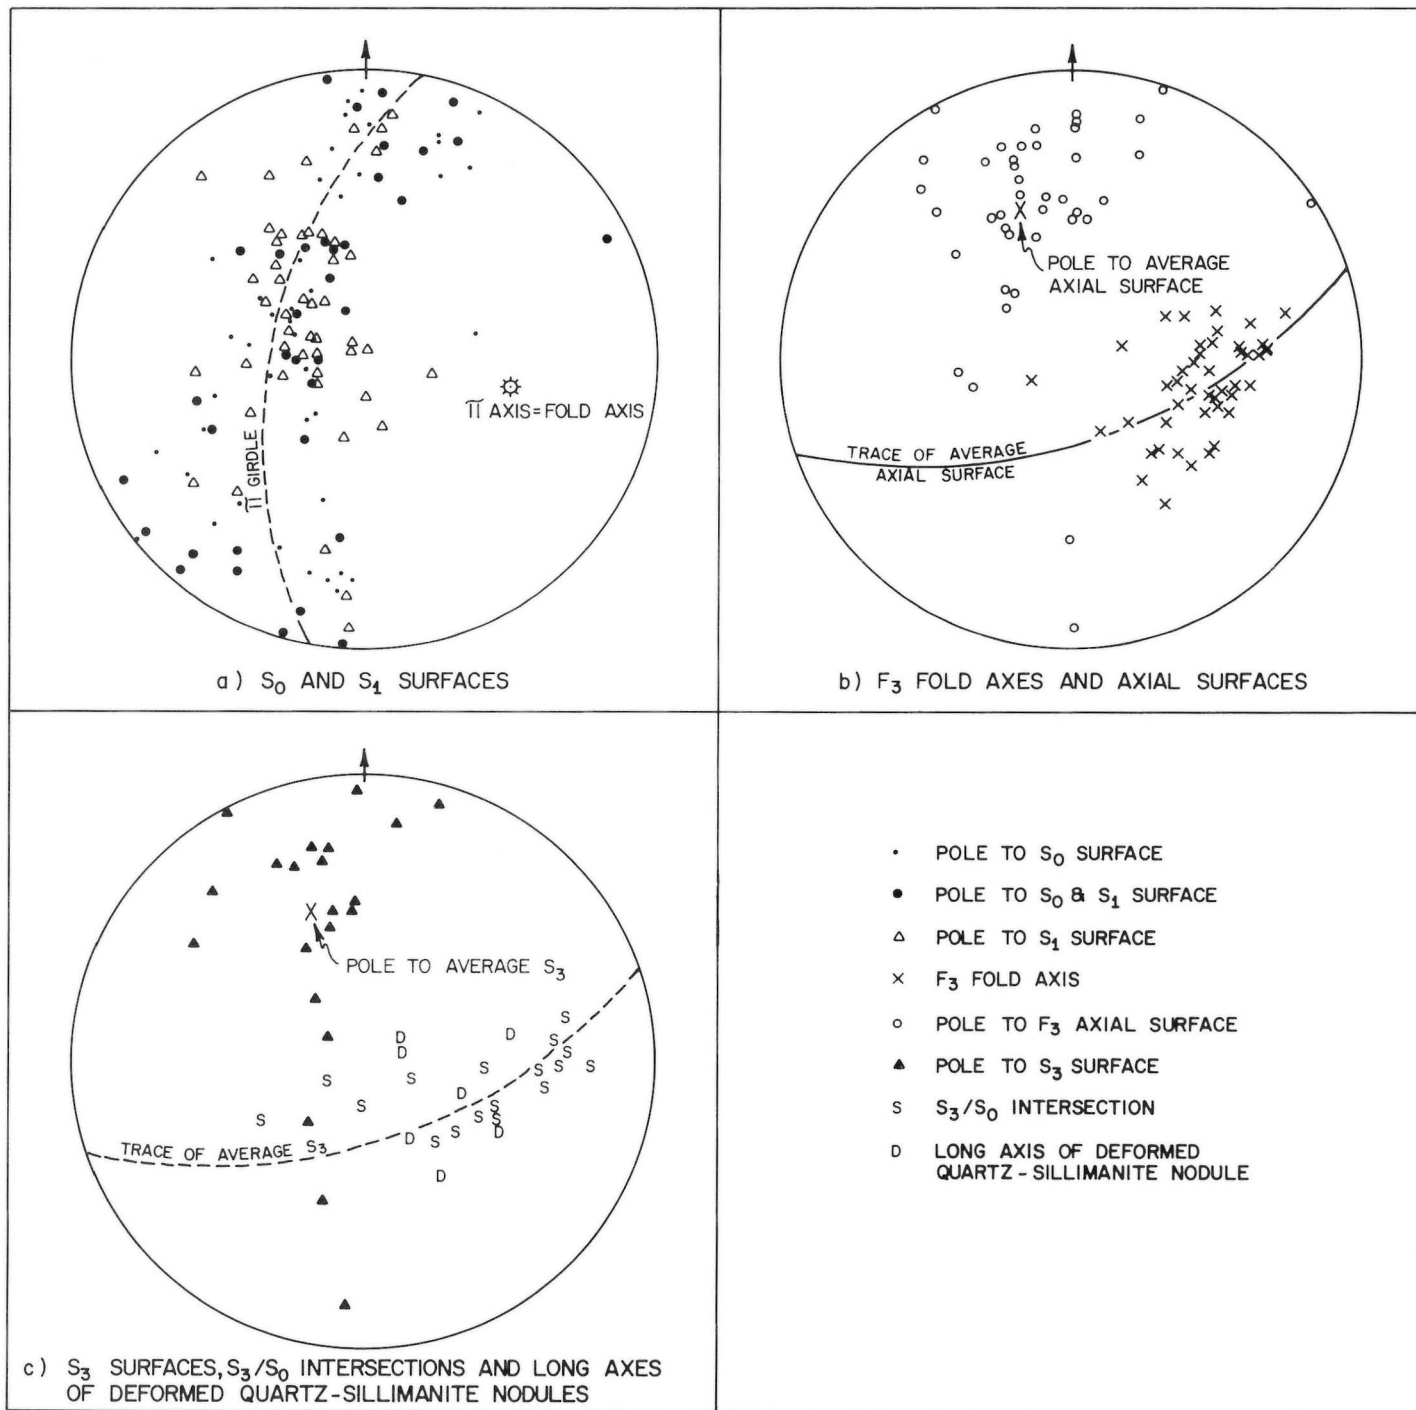 π GIRDLE
π AXIS = FOLD AXIS
a) S₀ AND S₁ SURFACES
POLE TO AVERAGE
AXIAL SURFACE
TRACE OF AVERAGE
AXIAL SURFACE
b) F₃ FOLD AXES AND AXIAL SURFACES
POLE TO AVERAGE S₃
TRACE OF AVERAGE S₃
c) S₃ SURFACES, S₃/S₀ INTERSECTIONS AND LONG AXES
OF DEFORMED QUARTZ-SILLIMANITE NODULES
POLE TO S₀ SURFACE
POLE TO S₀ & S₁ SURFACE
POLE TO S₁ SURFACE
F₃ FOLD AXIS
POLE TO F₃ AXIAL SURFACE
POLE TO S₃ SURFACE
S S₃/S₀ INTERSECTION
D LONG AXIS OF DEFORMED
QUARTZ-SILLIMANITE NODULE